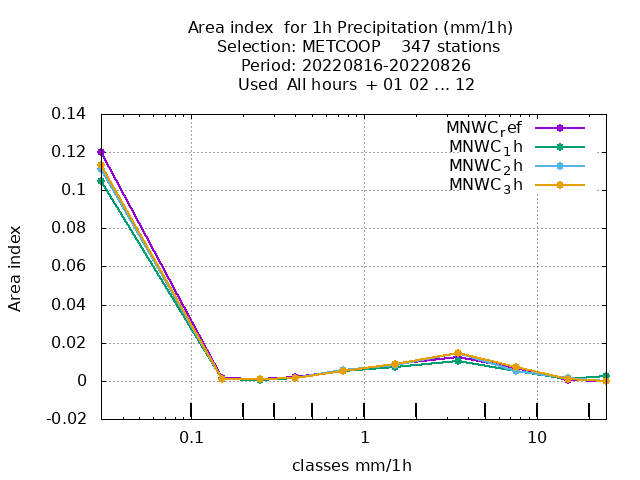 Area index  for 1h Precipitation (mm/1h)
Selection: METCOOP    347 stations
Period: 20220816-20220826
Used  All hours  + 01 02 ... 12
MNWC_ref
MNWC_1h
MNWC_2h
MNWC_3h
0.14
0.12
0.1
0.08
0.06
0.04
0.02
0
-0.02
Area index
0.1 1 10
classes mm/1h